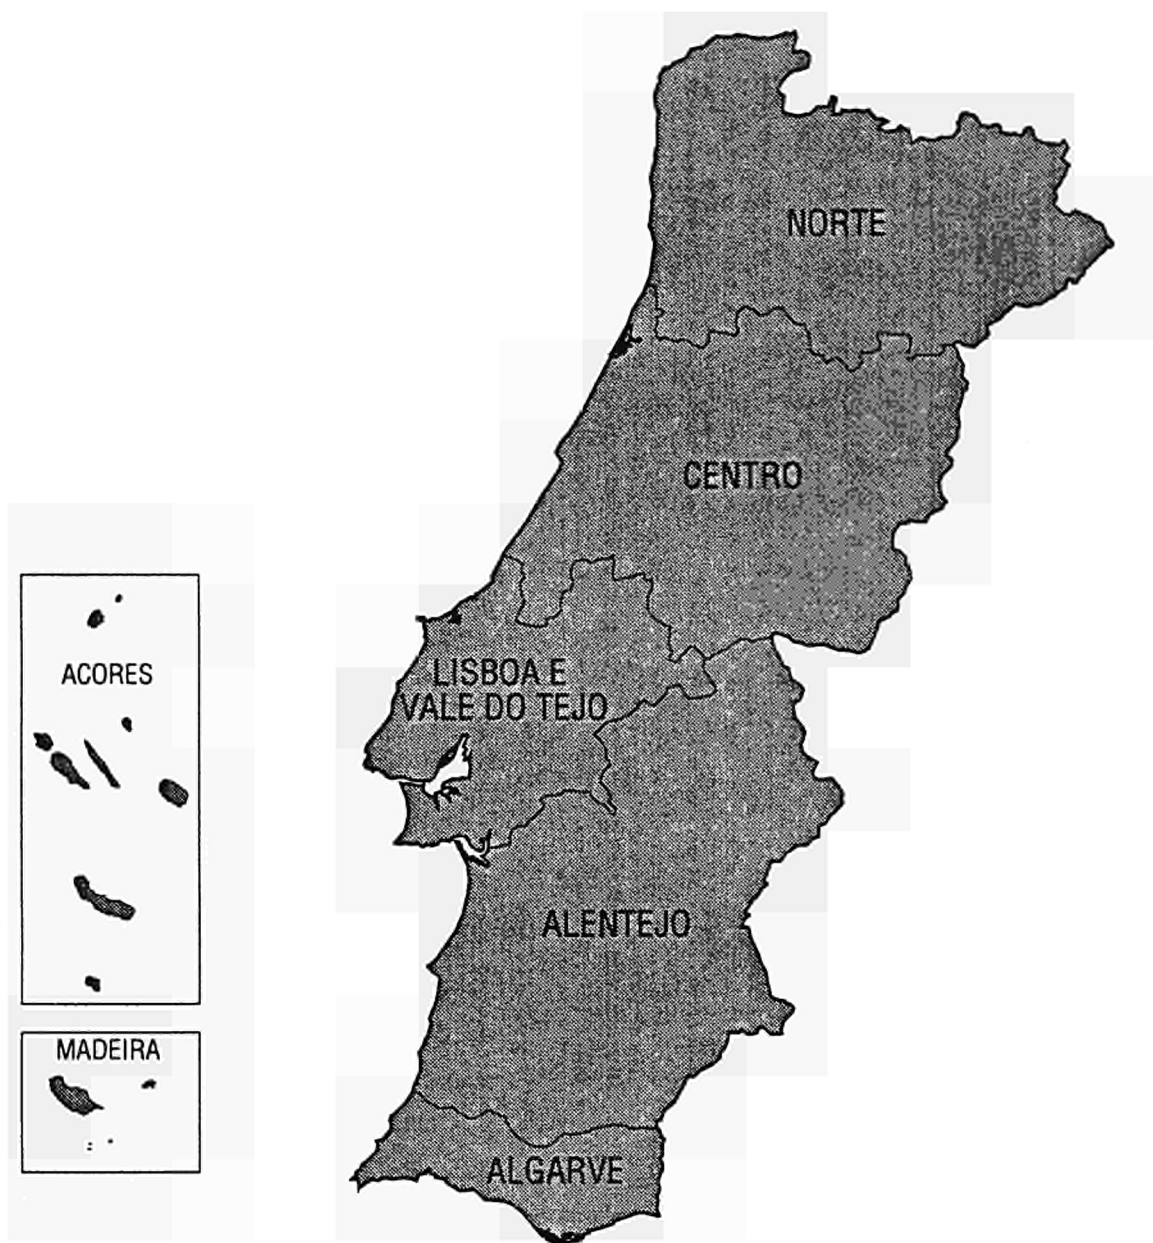 NORTE
CENTRO
ACORES
LISBOA E
VALE DO TEJO
ALENTEJO
MADEIRA
ALGARVE